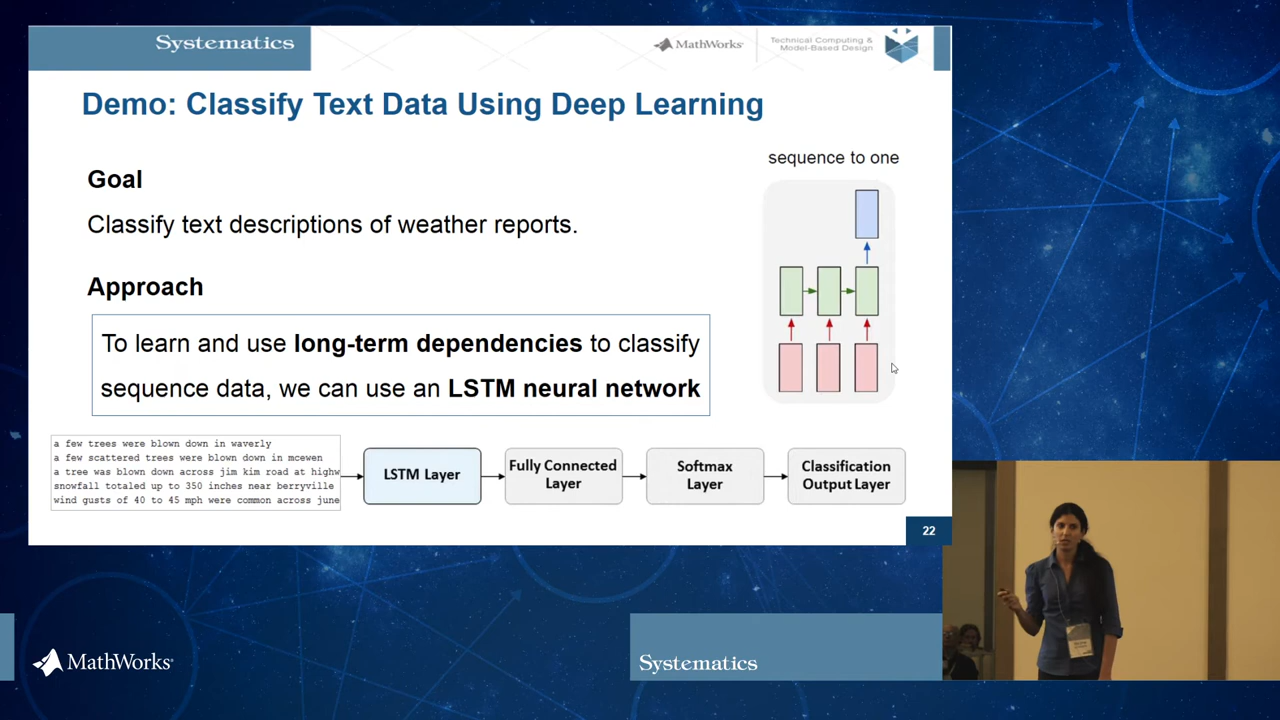 Systematics
MathWorks
Technical Computing &
Model-Based Design
Demo: Classify Text Data Using Deep Learning
sequence to one
Goal
Classify text descriptions of weather reports.
Approach
To learn and use long-term dependencies to classify
sequence data, we can use an LSTM neural network
a few trees were blown down in waverly
a few scattered trees were blown down in mcewen
a tree was blown down across jim kim road at highw
snowfall totaled up to 350 inches near berryville
wind gusts of 40 to 45 mph were common across june
LSTM Layer
Fully Connected
Layer
Softmax
Layer
Classification
Output Layer
22
MathWorks
Systematics